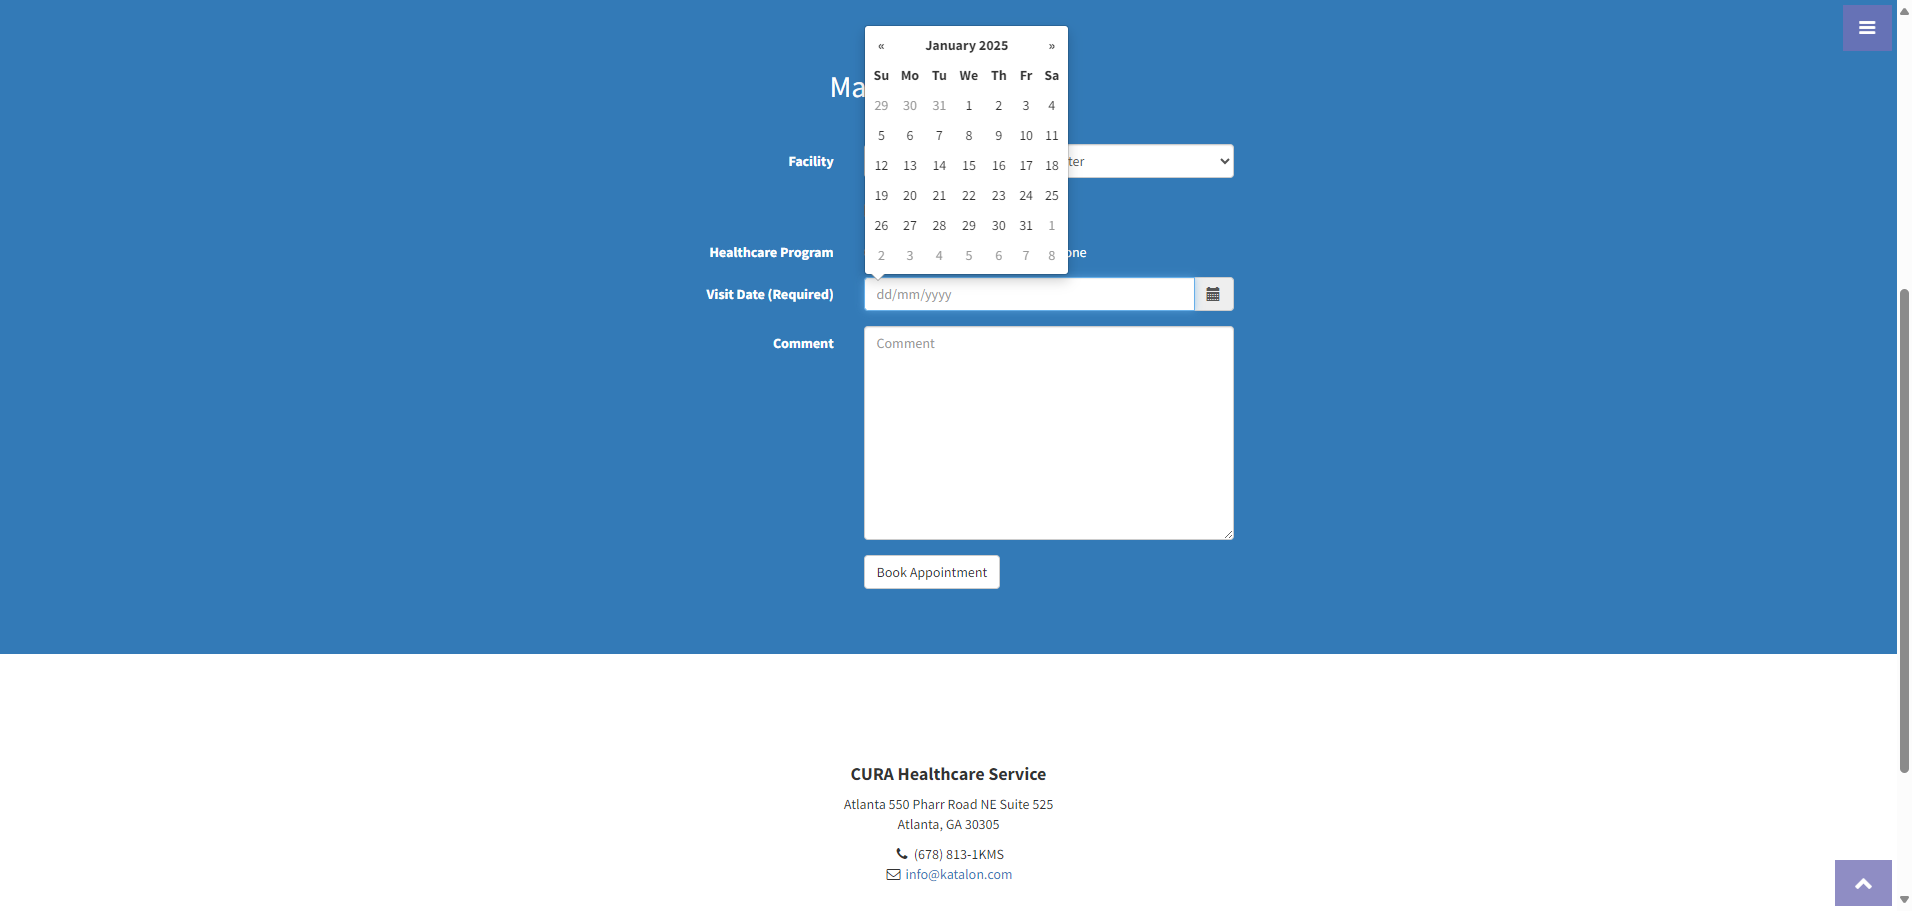 « January 2025 »
Su Mo Tu We Th Fr Sa
29 30 31 1 2 3 4
5 6 7 8 9 10 11
12 13 14 15 16 17 18
19 20 21 22 23 24 25
26 27 28 29 30 31 1
2 3 4 5 6 7 8
Ma
Facility
ter
Healthcare Program
one
Visit Date (Required)
dd/mm/yyyy
Comment
Comment
Book Appointment
CURA Healthcare Service
Atlanta 550 Pharr Road NE Suite 525
Atlanta, GA 30305
(678) 813-1KMS
info@katalon.com